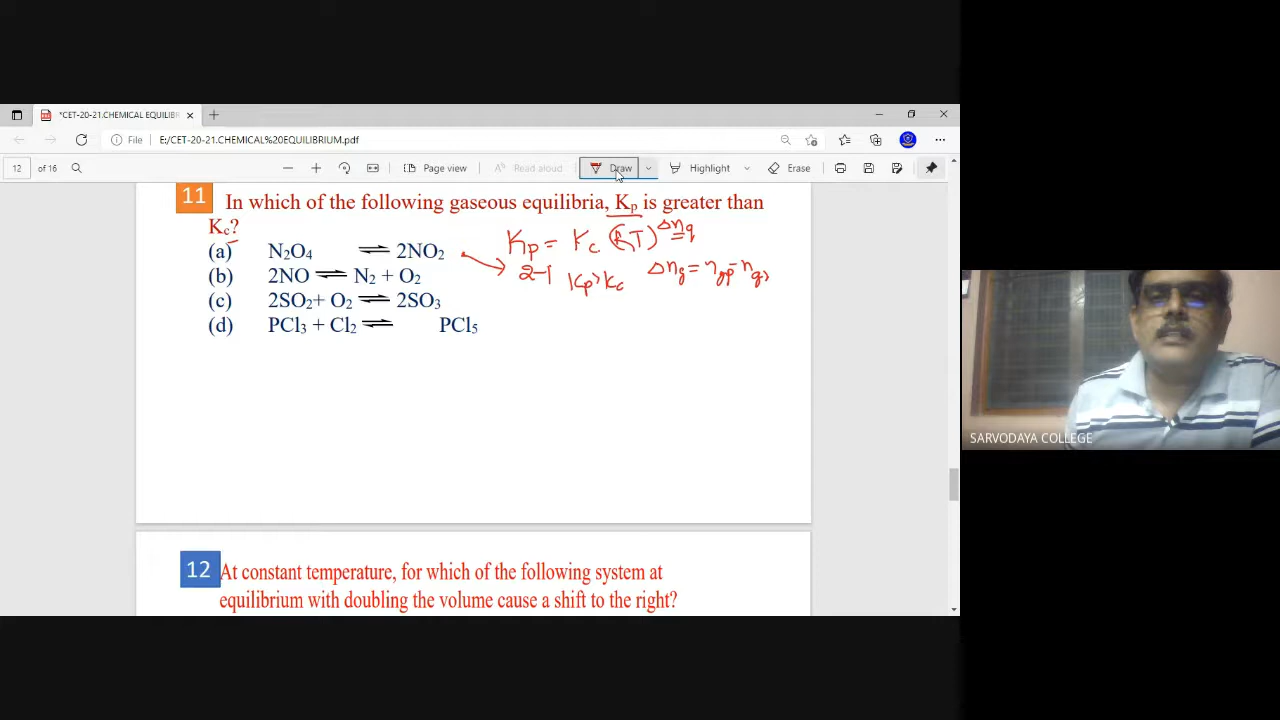 *CET-20-21.CHEMICAL EQUILIBR
File E:/CET-20-21.CHEMICAL%20EQUILIBRIUM.pdf
12 of 16 Page view Read aloud Draw Highlight Erase
11 In which of the following gaseous equilibria, Kp is greater than
Kc?
Kp = Kc (RT)^Δng
(a) N2O4 ⇌ 2NO2
(b) 2NO ⇌ N2 + O2
2-1 Kp>Kc Δng = ngp - ngr
(c) 2SO2+ O2 ⇌ 2SO3
(d) PCl3 + Cl2 ⇌ PCl5
12 At constant temperature, for which of the following system at
equilibrium with doubling the volume cause a shift to the right?
SARVODAYA COLLEGE